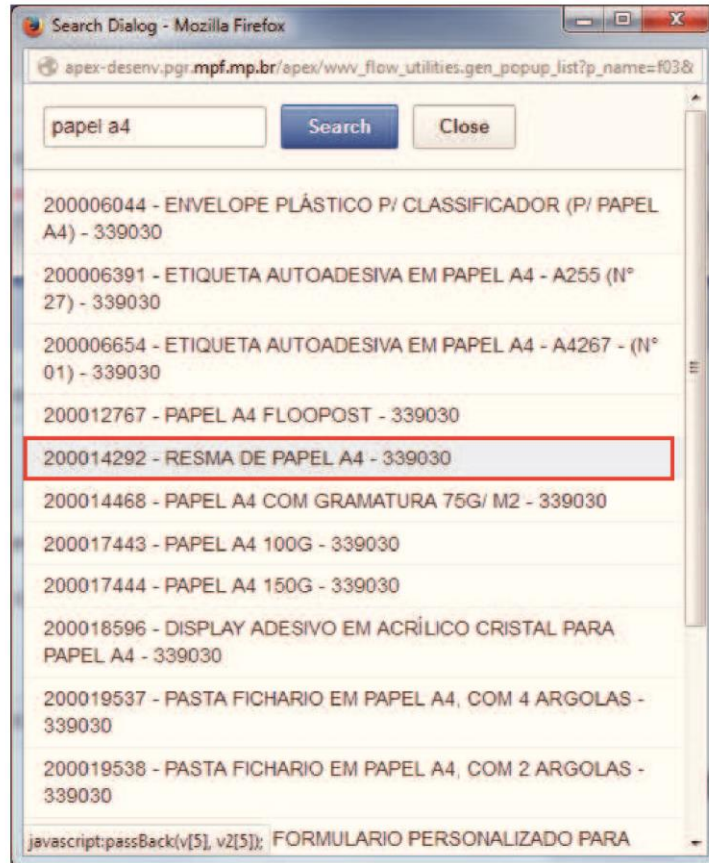 Search Dialog - Mozilla Firefox
apex-desenv.pgr.mpf.mp.br/apex/wwv_flow_utilities.gen_popup_list?p_name=f03&
papel a4
Search
Close
200006044 - ENVELOPE PLÁSTICO P/ CLASSIFICADOR (P/ PAPEL
A4) - 339030
200006391 - ETIQUETA AUTOADESIVA EM PAPEL A4 - A255 (N°
27) - 339030
200006654 - ETIQUETA AUTOADESIVA EM PAPEL A4 - A4267 - (N°
01) - 339030
200012767 - PAPEL A4 FLOOPOST - 339030
200014292 - RESMA DE PAPEL A4 - 339030
200014468 - PAPEL A4 COM GRAMATURA 75G/ M2 - 339030
200017443 - PAPEL A4 100G - 339030
200017444 - PAPEL A4 150G - 339030
200018596 - DISPLAY ADESIVO EM ACRÍLICO CRISTAL PARA
PAPEL A4 - 339030
200019537 - PASTA FICHARIO EM PAPEL A4, COM 4 ARGOLAS -
339030
200019538 - PASTA FICHARIO EM PAPEL A4, COM 2 ARGOLAS -
339030
javascript:passBack(v[5], v2[5]); FORMULARIO PERSONALIZADO PARA